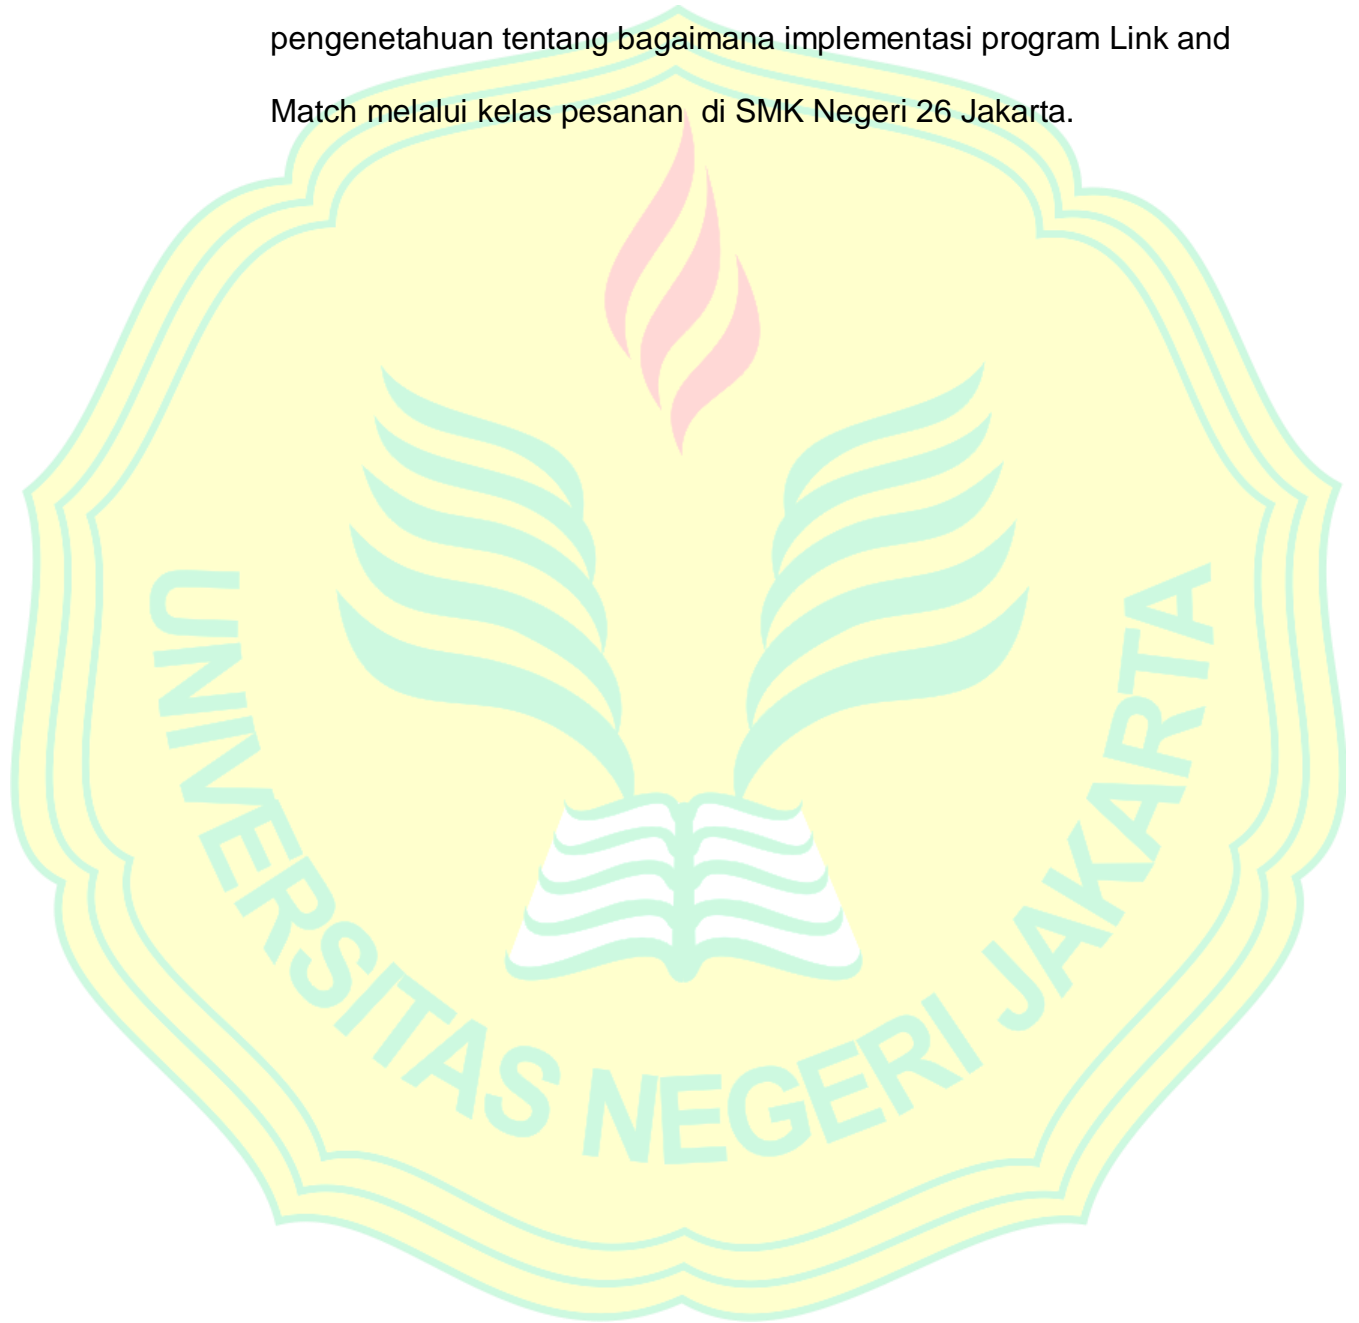 pengenetahuan tentang bagaimana implementasi program Link and
Match melalui kelas pesanan  di SMK Negeri 26 Jakarta.
UNIVERSITAS NEGERI JAKARTA